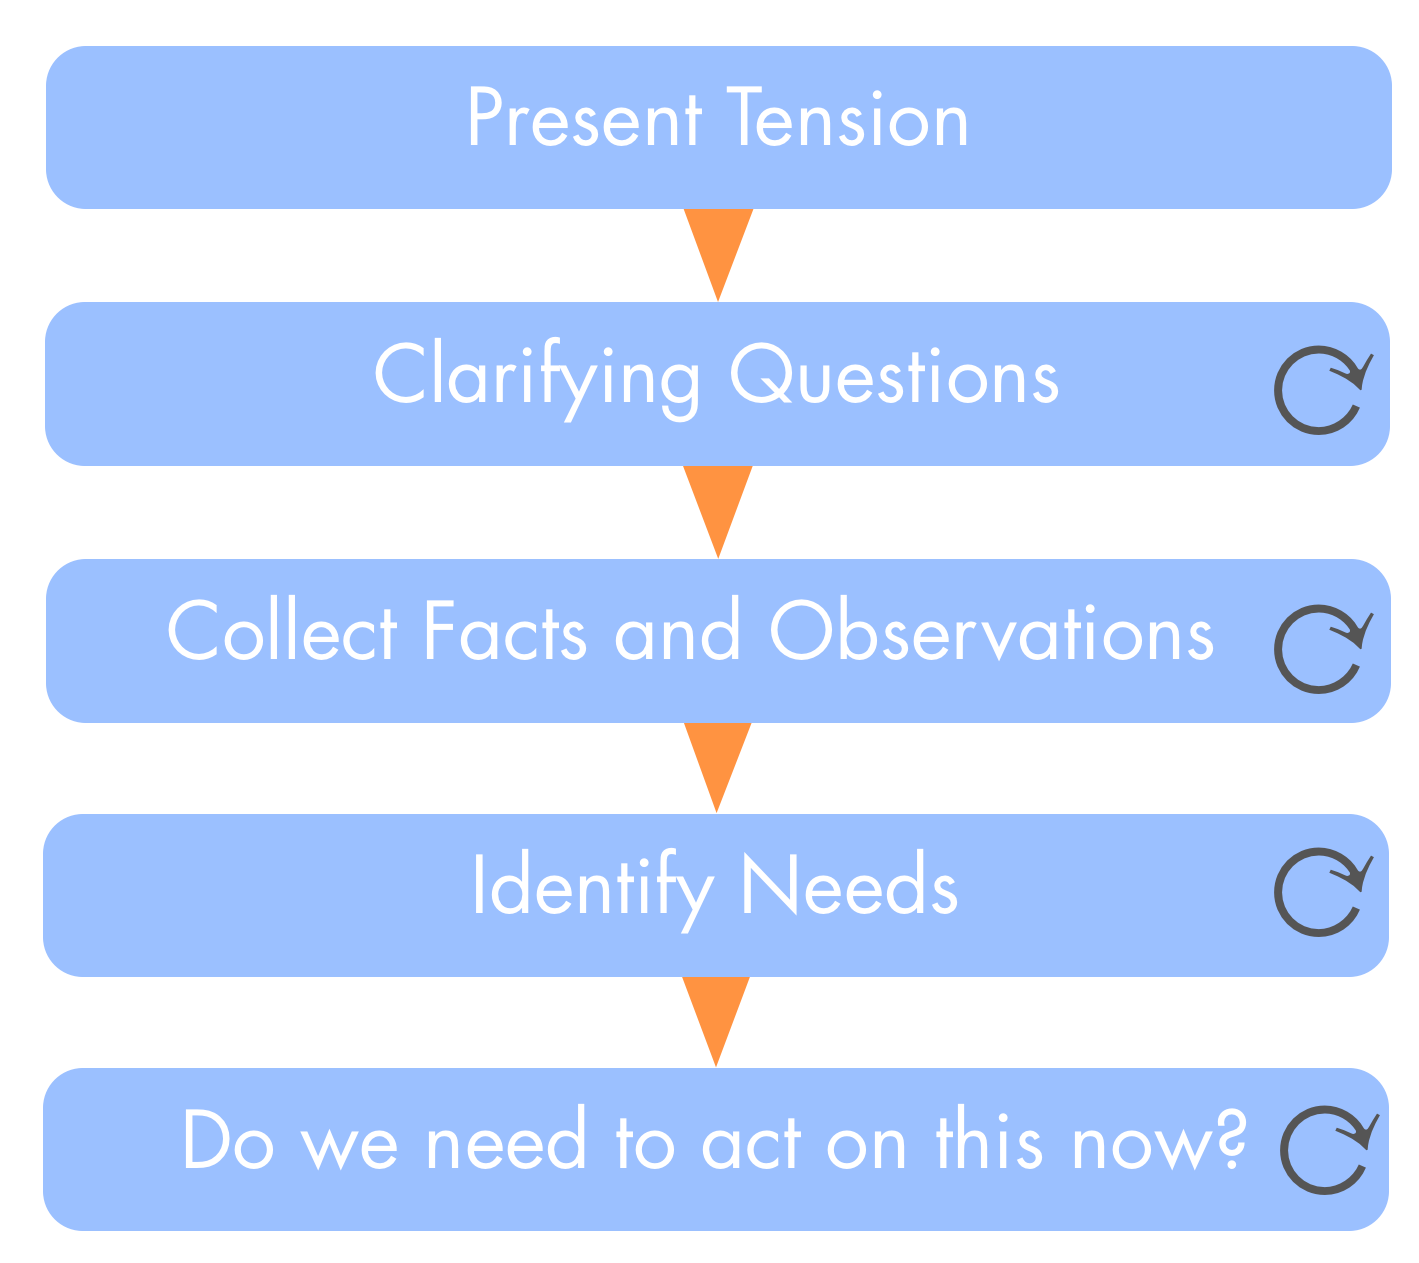 Present Tension
Clarifying Questions
Collect Facts and Observations
Identify Needs
Do we need to act on this now?